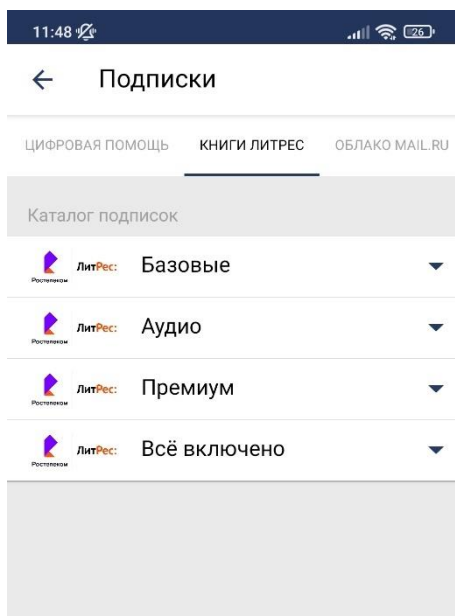 11:48
26
Подписки
ЦИФРОВАЯ ПОМОЩЬ КНИГИ ЛИТРЕС ОБЛАКО MAIL.RU
Каталог подписок
Ростелеком ЛитРес: Базовые
Ростелеком ЛитРес: Аудио
Ростелеком ЛитРес: Премиум
Ростелеком ЛитРес: Всё включено